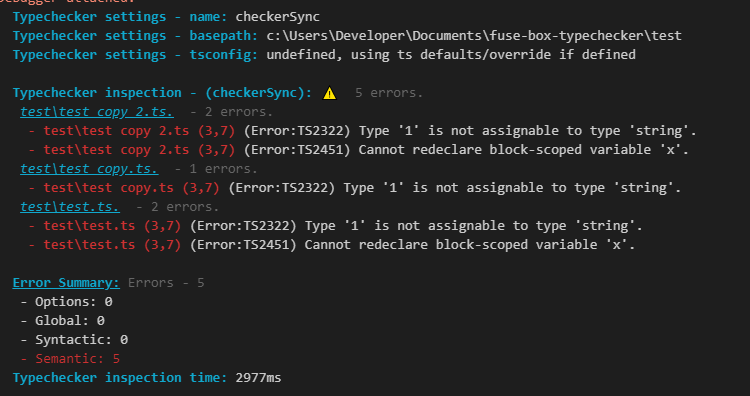 Debugger attached.
Typechecker settings - name: checkerSync
Typechecker settings - basepath: c:\Users\Developer\Documents\fuse-box-typechecker\test
Typechecker settings - tsconfig: undefined, using ts defaults/override if defined
Typechecker inspection - (checkerSync): ⚠ 5 errors.
test\test copy 2.ts. - 2 errors.
- test\test copy 2.ts (3,7) (Error:TS2322) Type '1' is not assignable to type 'string'.
- test\test copy 2.ts (3,7) (Error:TS2451) Cannot redeclare block-scoped variable 'x'.
test\test copy.ts. - 1 errors.
- test\test copy.ts (3,7) (Error:TS2322) Type '1' is not assignable to type 'string'.
test\test.ts. - 2 errors.
- test\test.ts (3,7) (Error:TS2322) Type '1' is not assignable to type 'string'.
- test\test.ts (3,7) (Error:TS2451) Cannot redeclare block-scoped variable 'x'.
Error Summary: Errors - 5
- Options: 0
- Global: 0
- Syntactic: 0
- Semantic: 5
Typechecker inspection time: 2977ms